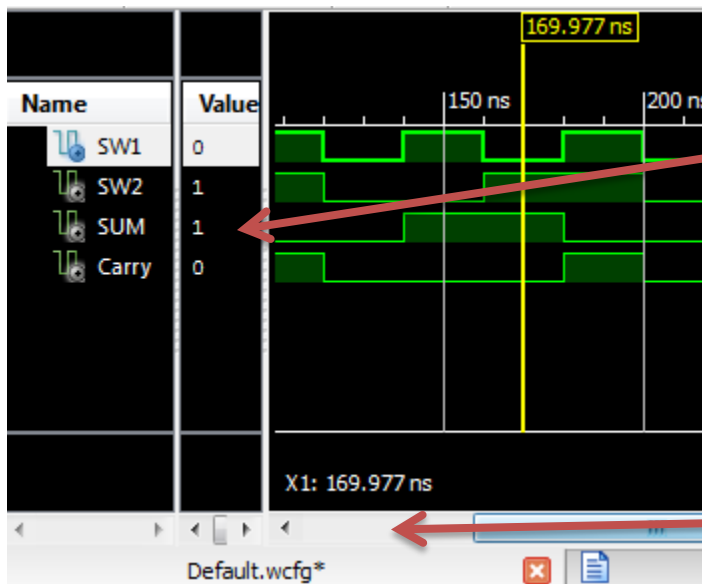 169.977 ns
Name Value 150 ns 200 ns
SW1 0
SW2 1
SUM 1
Carry 0
X1: 169.977 ns
Default.wcfg*